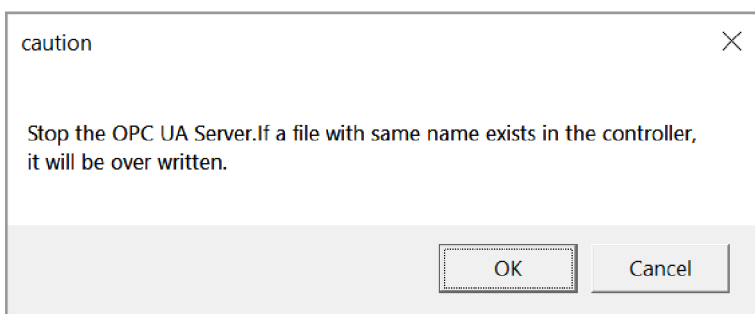 caution
Stop the OPC UA Server.If a file with same name exists in the controller,
it will be over written.
OK
Cancel